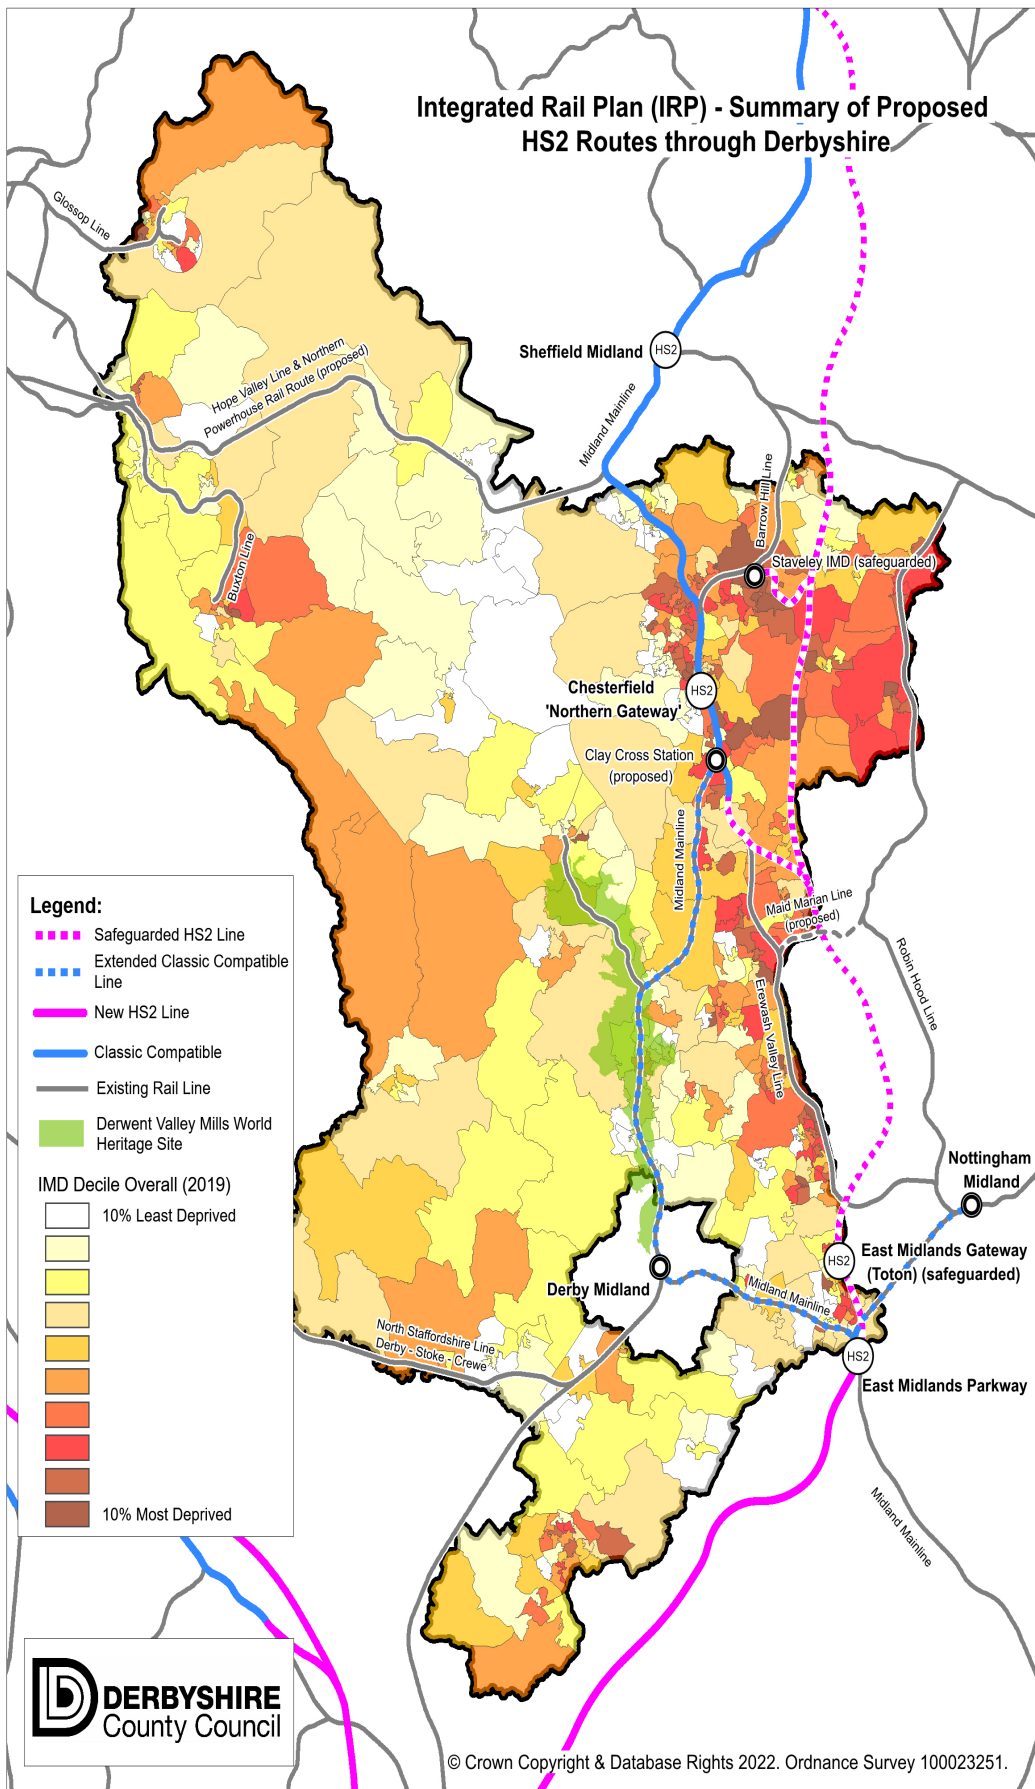 Integrated Rail Plan (IRP) - Summary of Proposed
HS2 Routes through Derbyshire
Glossop Line
Hope Valley Line & Northern
Powerhouse Rail Route (proposed)
Sheffield Midland
HS2
Midland Mainline
Barrow Hill Line
Staveley IMD (safeguarded)
Buxton Line
Chesterfield
'Northern Gateway'
HS2
Clay Cross Station
(proposed)
Midland Mainline
Maid Marian Line
(proposed)
Robin Hood Line
Erewash Valley Line
Nottingham
Midland
HS2
East Midlands Gateway
(Toton) (safeguarded)
Derby Midland
Midland Mainline
HS2
East Midlands Parkway
North Staffordshire Line
Derby - Stoke - Crewe
Midland Mainline
Legend:
Safeguarded HS2 Line
Extended Classic Compatible
Line
New HS2 Line
Classic Compatible
Existing Rail Line
Derwent Valley Mills World
Heritage Site
IMD Decile Overall (2019)
10% Least Deprived
10% Most Deprived
DERBYSHIRE
County Council
© Crown Copyright & Database Rights 2022. Ordnance Survey 100023251.